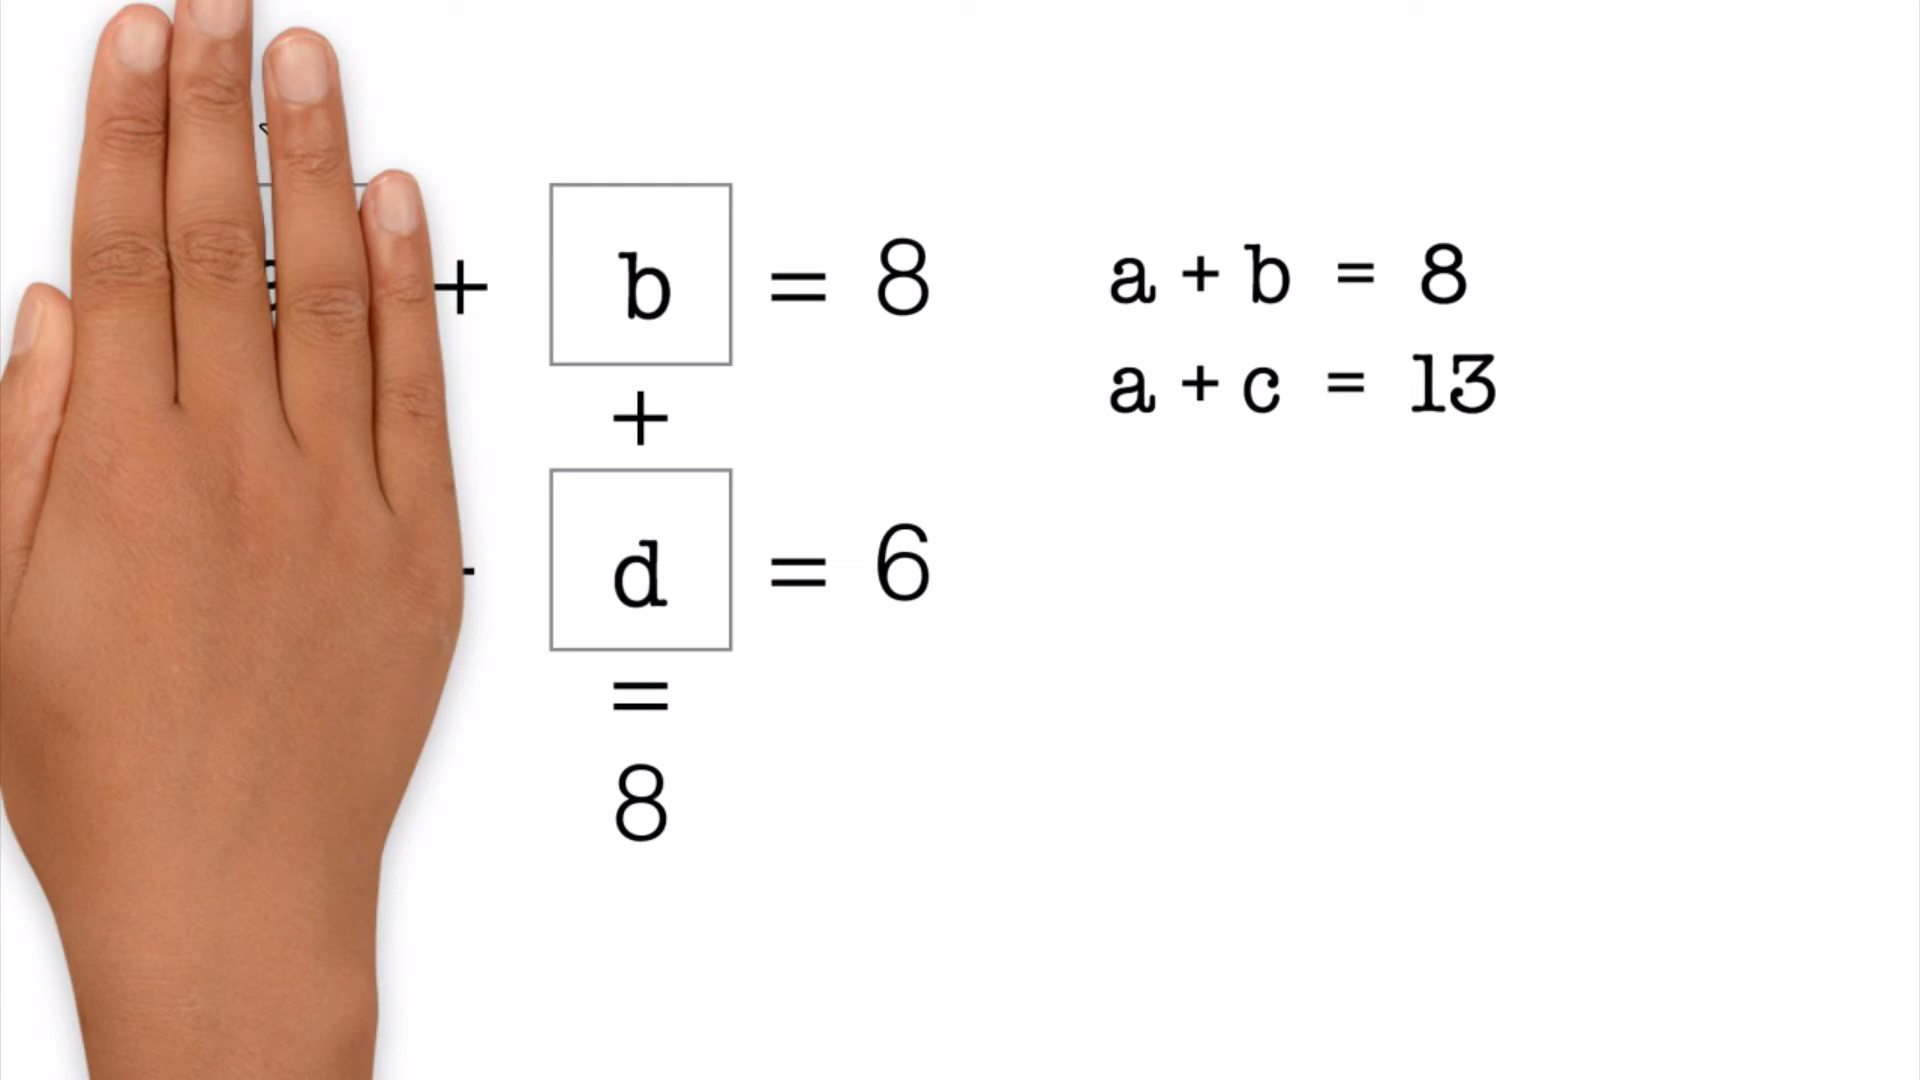 + b = 8
+
d = 6
=
8
a + b = 8
a + c = 13